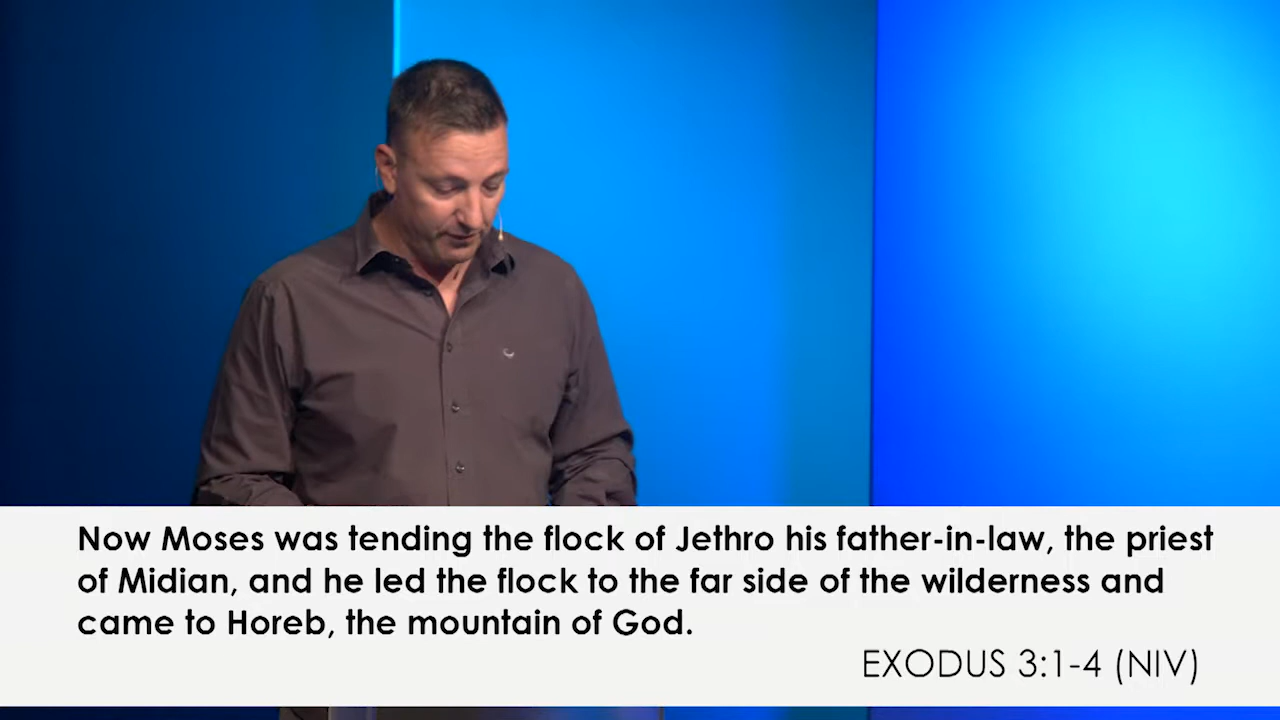 Now Moses was tending the flock of Jethro his father-in-law, the priest
of Midian, and he led the flock to the far side of the wilderness and
came to Horeb, the mountain of God.
EXODUS 3:1-4 (NIV)